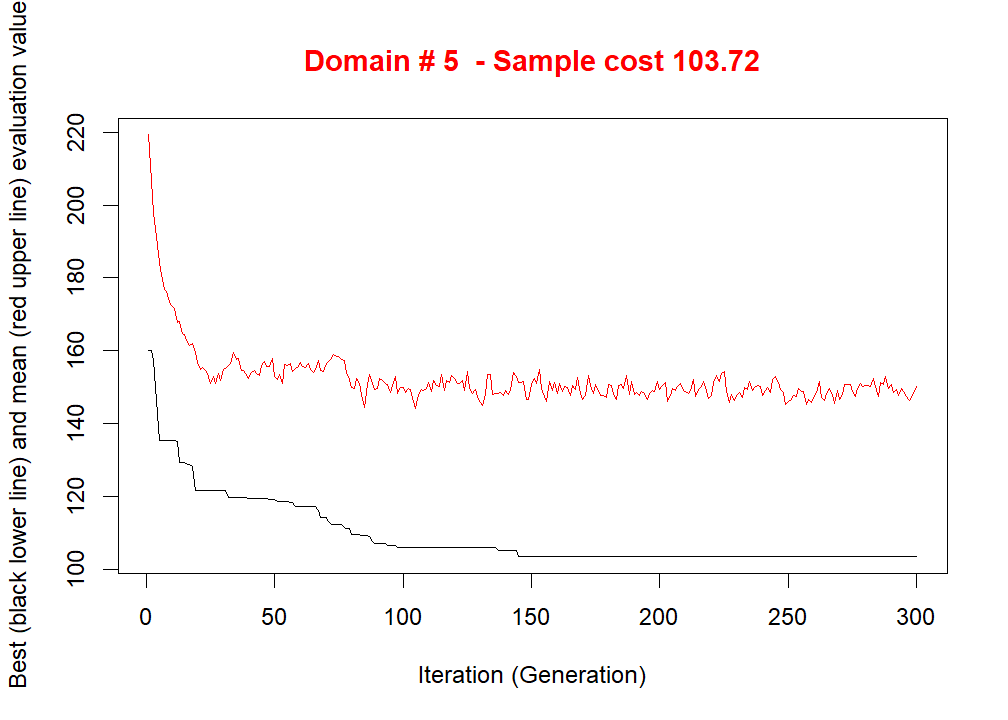 Domain # 5  - Sample cost 103.72
Best (black lower line) and mean (red upper line) evaluation value
220
200
180
160
140
120
100
0 50 100 150 200 250 300
Iteration (Generation)